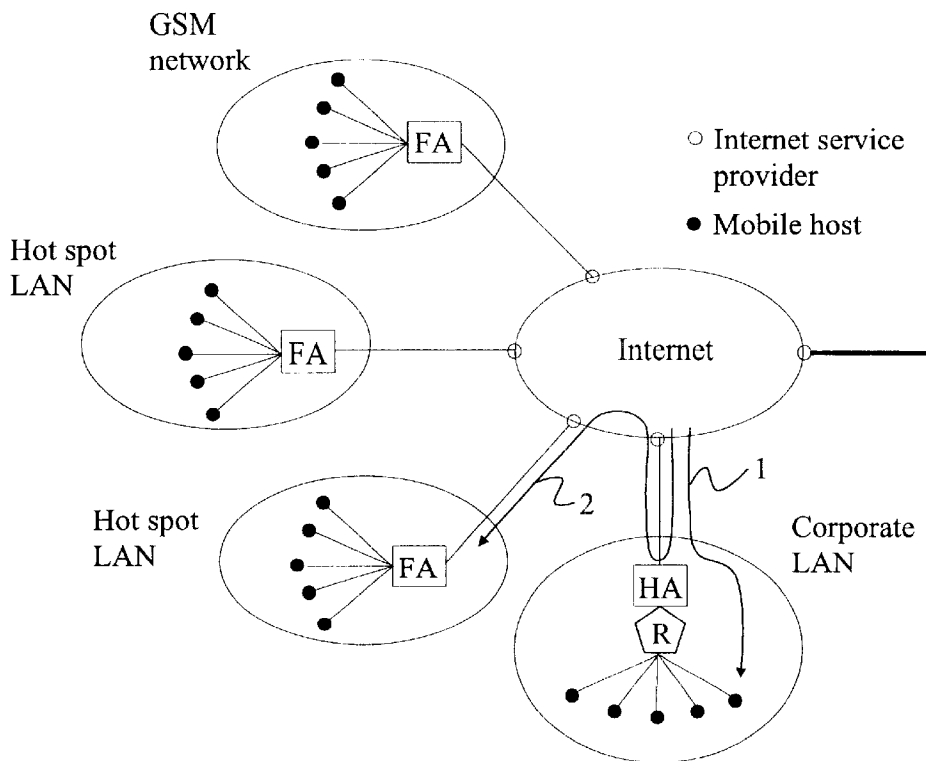 GSM
network
FA
Internet service
provider
Mobile host
Hot spot
LAN
FA
Internet
1
2
Hot spot
LAN
FA
Corporate
LAN
HA
R